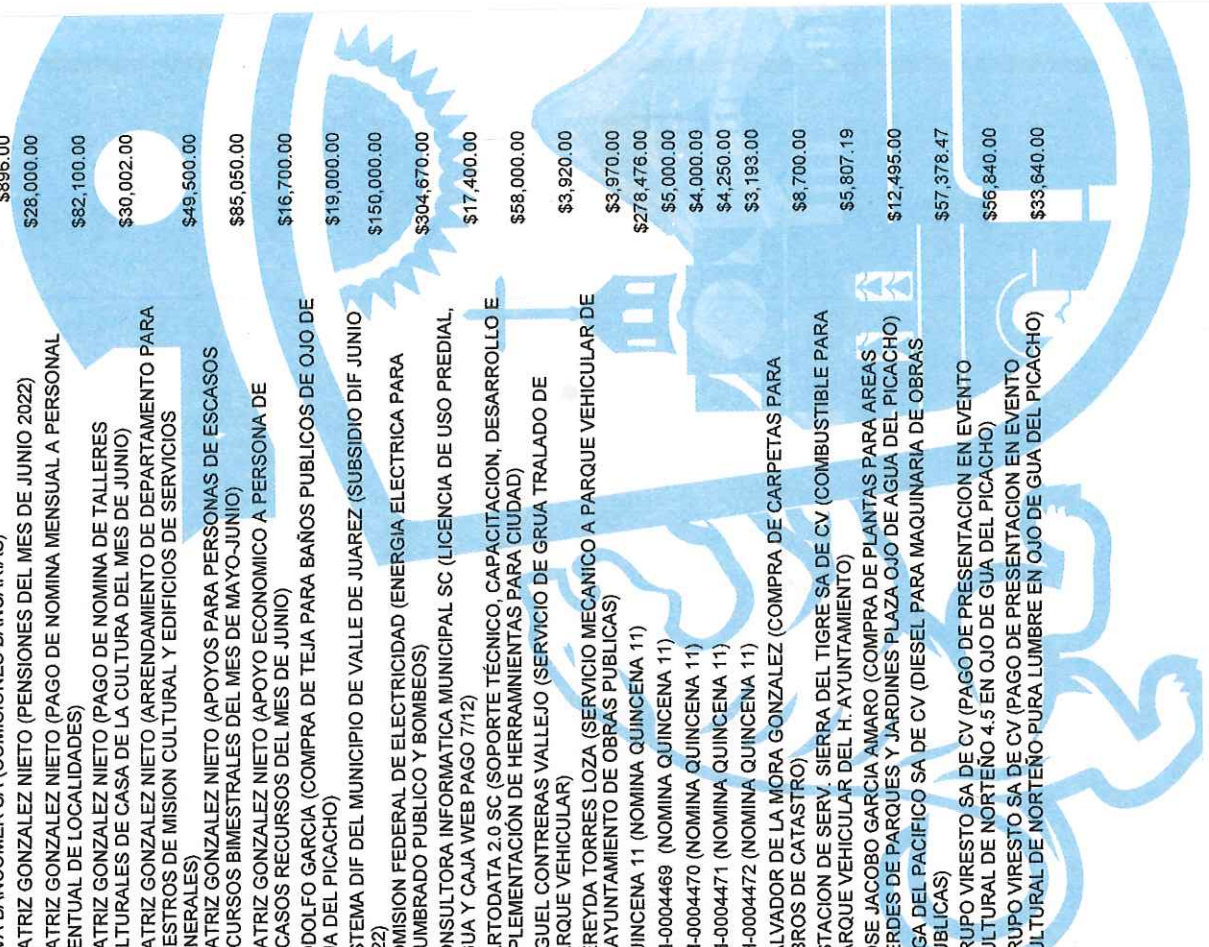 A BANCOMER SA (COMISIONES BANCARIAS) $896.00
ATRIZ GONZALEZ NIETO (PENSIONES DEL MES DE JUNIO 2022) $28,000.00
ATRIZ GONZALEZ NIETO (PAGO DE NOMINA MENSUAL A PERSONAL $82,100.00
ENTUAL DE LOCALIDADES)
ATRIZ GONZALEZ NIETO (PAGO DE NOMINA DE TALLERES $30,002.00
LTURALES DE CASA DE LA CULTURA DEL MES DE JUNIO)
ATRIZ GONZALEZ NIETO (ARRENDAMIENTO DE DEPARTAMENTO PARA $49,500.00
ESTROS DE MISION CULTURAL Y EDIFICIOS DE SERVICIOS
NERALES)
ATRIZ GONZALEZ NIETO (APOYOS PARA PERSONAS DE ESCASOS $85,050.00
CURSOS BIMESTRALES DEL MES DE MAYO-JUNIO)
ATRIZ GONZALEZ NIETO (APOYO ECONOMICO A PERSONA DE $16,700.00
CASOS RECURSOS DEL MES DE JUNIO)
DOLFO GARCIA (COMPRA DE TEJA PARA BAÑOS PUBLICOS DE OJO DE $19,000.00
UA DEL PICACHO)
STEMA DIF DEL MUNICIPIO DE VALLE DE JUAREZ (SUBSIDIO DIF JUNIO $150,000.00
22)
OMISION FEDERAL DE ELECTRICIDAD (ENERGIA ELECTRICA PARA $304,670.00
UMBRADO PUBLICO Y BOMBEOS)
ONSULTORA INFORMATICA MUNICIPAL SC (LICENCIA DE USO PREDIAL, $17,400.00
GUA Y CAJA WEB PAGO 7/12)
ARTODATA 2.0 SC (SOPORTE TÉCNICO, CAPACITACION, DESARROLLO E $58,000.00
PLEMENTACIÓN DE HERRAMNIENTAS PARA CIUDAD)
GUEL CONTRERAS VALLEJO (SERVICIO DE GRUA TRALADO DE $3,920.00
ARQUE VEHICULAR)
EREYDA TORRES LOZA (SERVICIO MECANICO A PARQUE VEHICULAR DE $3,970.00
AYUNTAMIENTO DE OBRAS PUBLICAS)
UINCENA 11 (NOMINA QUINCENA 11) $278,476.00
H-0004469 (NOMINA QUINCENA 11) $5,000.00
H-0004470 (NOMINA QUINCENA 11) $4,000.00
H-0004471 (NOMINA QUINCENA 11) $4,250.00
H-0004472 (NOMINA QUINCENA 11) $3,193.00
ALVADOR DE LA MORA GONZALEZ (COMPRA DE CARPETAS PARA $8,700.00
BROS DE CATASTRO)
STACION DE SERV. SIERRA DEL TIGRE SA DE CV (COMBUSTIBLE PARA $5,807.19
ARQUE VEHICULAR DEL H. AYUNTAMIENTO)
OSE JACOBO GARCIA AMARO (COMPRA DE PLANTAS PARA AREAS $12,495.00
ERDES DE PARQUES Y JARDINES PLAZA OJO DE AGUA DEL PICACHO)
GA DEL PACIFICO SA DE CV (DIESEL PARA MAQUINARIA DE OBRAS $57,378.47
ÚBLICAS)
RUPO VIRESTO SA DE CV (PAGO DE PRESENTACION EN EVENTO $56,840.00
ULTURAL DE NORTEÑO 4.5 EN OJO DE GUA DEL PICACHO)
RUPO VIRESTO SA DE CV (PAGO DE PRESENTACION EN EVENTO $33,640.00
ULTURAL DE NORTEÑO PURA LUMBRE EN OJO DE GUA DEL PICACHO)